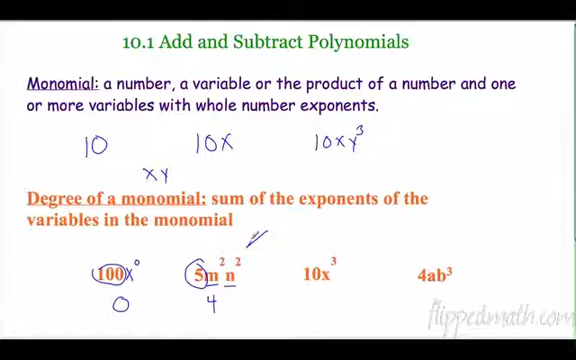 10.1 Add and Subtract Polynomials
Monomial: a number, a variable or the product of a number and one
or more variables with whole number exponents.
10 10x 10xy³
xy
Degree of a monomial: sum of the exponents of the
variables in the monomial
100x⁰ 5m²n² 10x³ 4ab³
0 4
flippedmath.com